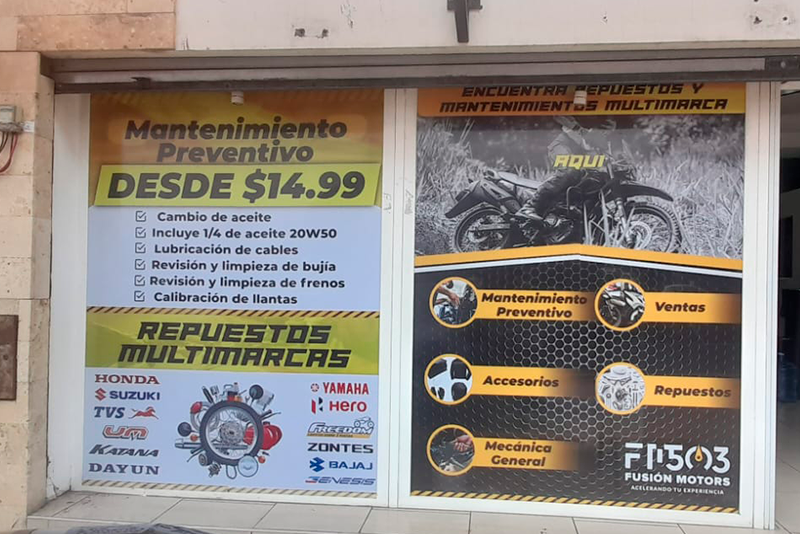 Mantenimiento
Preventivo
DESDE $14.99
Cambio de aceite
Incluye 1/4 de aceite 20W50
Lubricación de cables
Revisión y limpieza de bujía
Revisión y limpieza de frenos
Calibración de llantas
REPUESTOS
MULTIMARCAS
HONDA
SUZUKI
TVS
UM
KATANA
DAYUN
YAMAHA
Hero
FREEDOM
ZONTES
BAJAJ
GENESIS
ENCUENTRA REPUESTOS Y
MANTENIMIENTOS MULTIMARCA
AQUI
Mantenimiento
Preventivo
Ventas
Accesorios
Repuestos
Mecánica
General
FM503
FUSIÓN MOTORS
ACELERANDO TU EXPERIENCIA